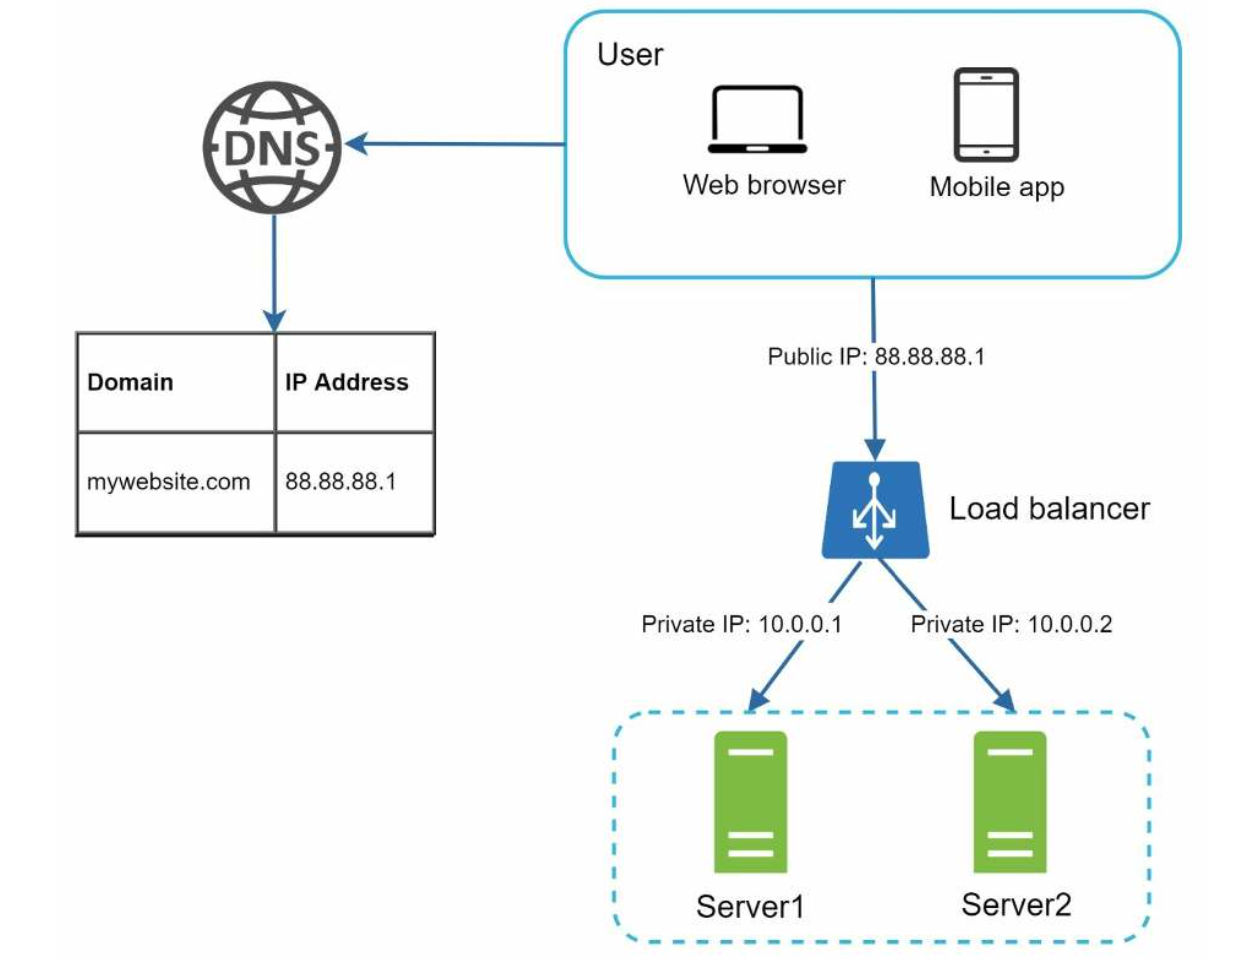 User
DNS
Web browser
Mobile app
Public IP: 88.88.88.1
Domain
IP Address
mywebsite.com
88.88.88.1
Load balancer
Private IP: 10.0.0.1
Private IP: 10.0.0.2
Server1
Server2